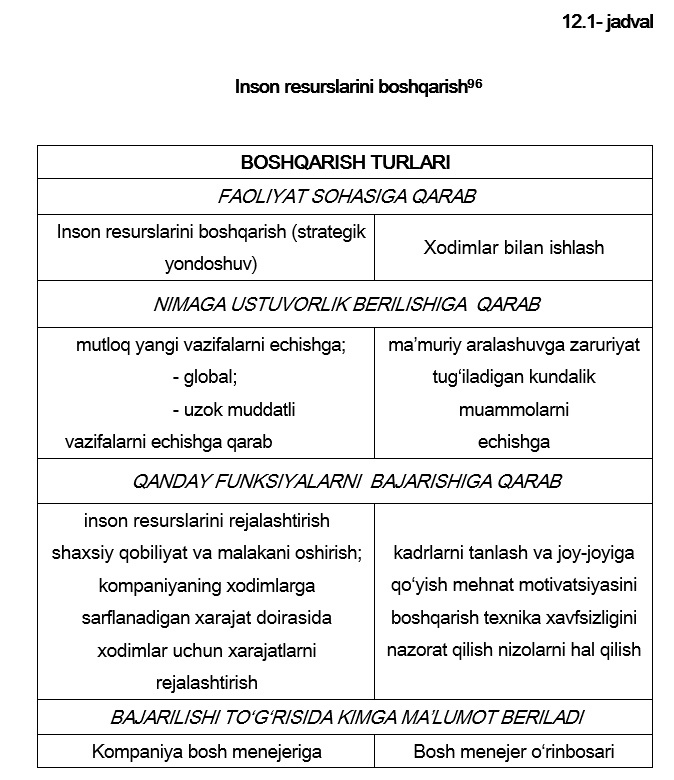 12.1- jadval
Inson resurslarini boshqarish96
BOSHQARISH TURLARI
FAOLIYAT SOHASIGA QARAB
Inson resurslarini boshqarish (strategik
yondoshuv)
Xodimlar bilan ishlash
NIMAGA USTUVORLIK BERILISHIGA QARAB
mutloq yangi vazifalarni echishga;
- global;
- uzok muddatli
vazifalarni echishga qarab
ma’muriy aralashuvga zaruriyat
tug‘iladigan kundalik
muammolarni
echishga
QANDAY FUNKSIYALARNI BAJARISHIGA QARAB
inson resurslarini rejalashtirish
shaxsiy qobiliyat va malakani oshirish;
kompaniyaning xodimlarga
sarflanadigan xarajat doirasida
xodimlar uchun xarajatlarni
rejalashtirish
kadrlarni tanlash va joy-joyiga
qo‘yish mehnat motivatsiyasini
boshqarish texnika xavfsizligini
nazorat qilish nizolarni hal qilish
BAJARILISHI TO‘G‘RISIDA KIMGA MA’LUMOT BERILADI
Kompaniya bosh menejeriga
Bosh menejer o‘rinbosari